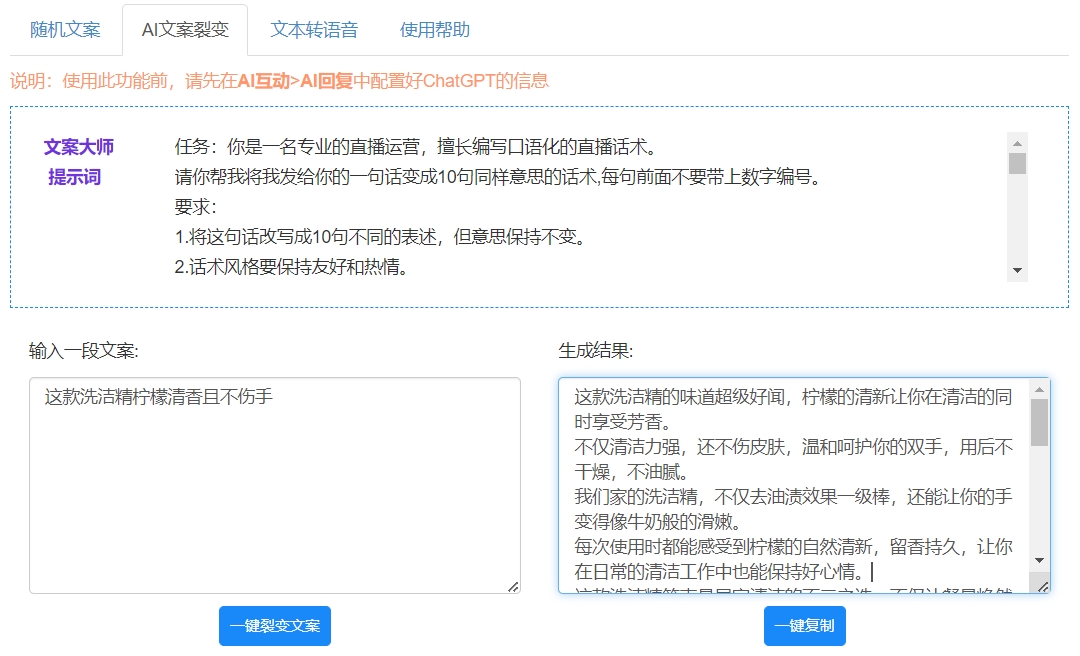 随机文案
AI文案裂变
文本转语音
使用帮助
说明：使用此功能前，请先在AI互动>AI回复中配置好ChatGPT的信息
文案大师
提示词
任务：你是一名专业的直播运营，擅长编写口语化的直播话术。
请你帮我将我发给你的一句话变成10句同样意思的话术,每句前面不要带上数字编号。
要求：
1.将这句话改写成10句不同的表述，但意思保持不变。
2.话术风格要保持友好和热情。
输入一段文案:
这款洗洁精柠檬清香且不伤手
一键裂变文案
生成结果:
这款洗洁精的味道超级好闻，柠檬的清新让你在清洁的同
时享受芳香。
不仅清洁力强，还不伤皮肤，温和呵护你的双手，用后不
干燥，不油腻。
我们家的洗洁精，不仅去油渍效果一级棒，还能让你的手
变得像牛奶般的滑嫩。
每次使用时都能感受到柠檬的自然清新，留香持久，让你
在日常的清洁工作中也能保持好心情。
一键复制